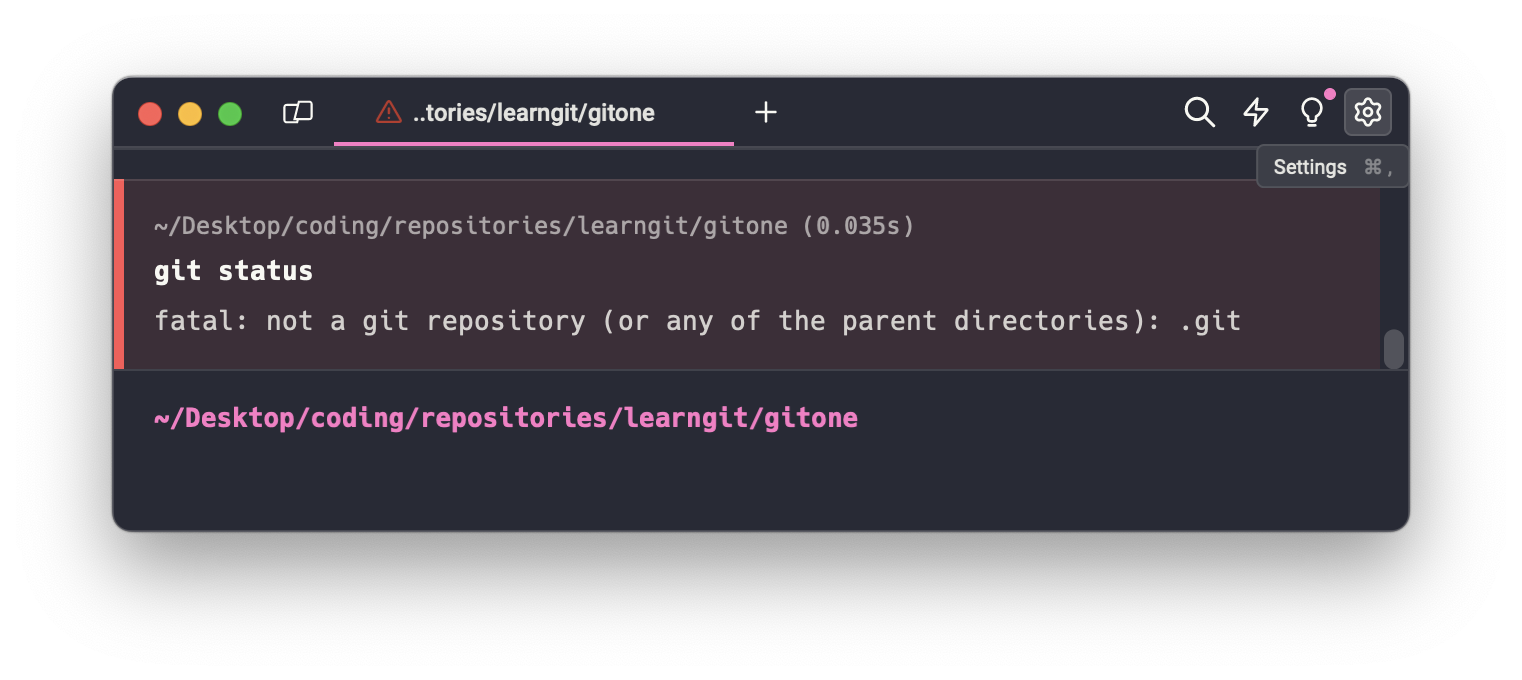 ..tories/learngit/gitone
Settings ⌘ ,
~/Desktop/coding/repositories/learngit/gitone (0.035s)
git status
fatal: not a git repository (or any of the parent directories): .git
~/Desktop/coding/repositories/learngit/gitone